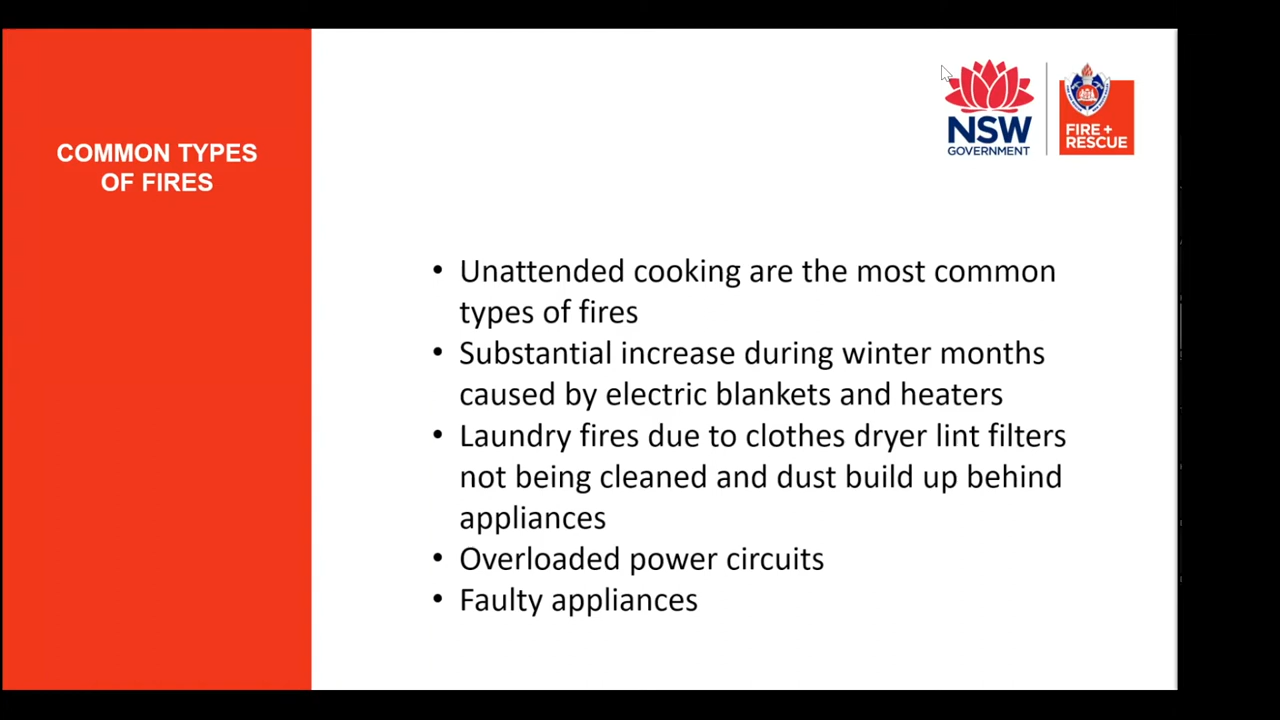 COMMON TYPES
OF FIRES
NSW
GOVERNMENT
FIRE+
RESCUE
• Unattended cooking are the most common
types of fires
• Substantial increase during winter months
caused by electric blankets and heaters
• Laundry fires due to clothes dryer lint filters
not being cleaned and dust build up behind
appliances
• Overloaded power circuits
• Faulty appliances